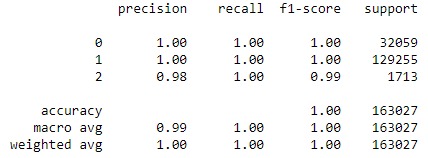 precision recall f1-score support
0 1.00 1.00 1.00 32059
1 1.00 1.00 1.00 129255
2 0.98 1.00 0.99 1713
accuracy 1.00 163027
macro avg 0.99 1.00 1.00 163027
weighted avg 1.00 1.00 1.00 163027